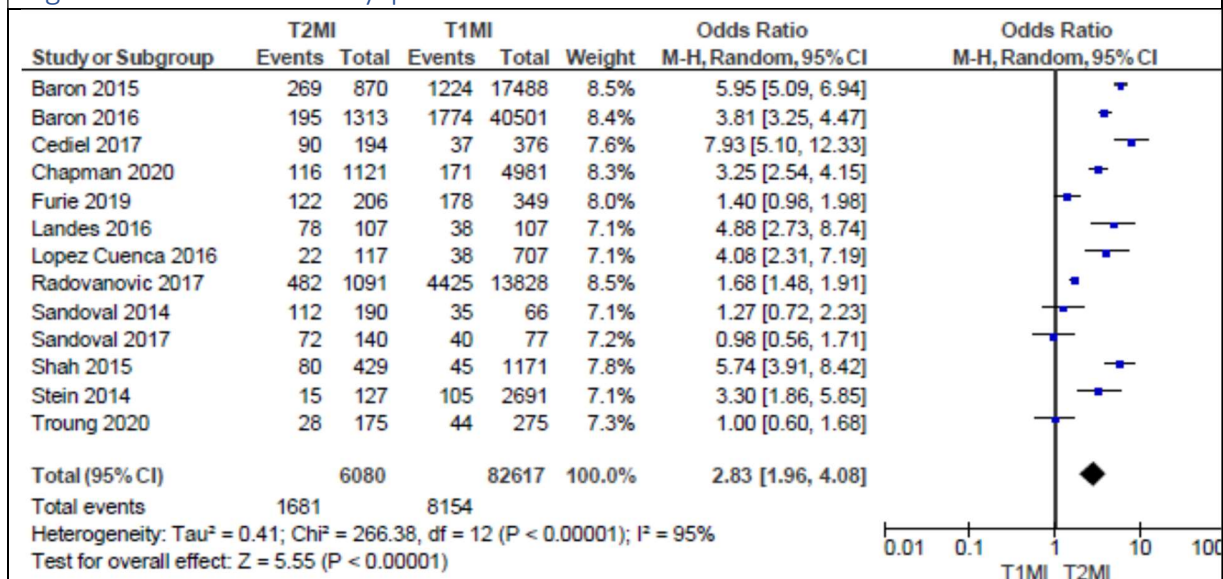 T2MI T1MI Odds Ratio Odds Ratio
Study or Subgroup Events Total Events Total Weight M-H, Random, 95% CI M-H, Random, 95% CI
Baron 2015 269 870 1224 17488 8.5% 5.95 [5.09, 6.94]
Baron 2016 195 1313 1774 40501 8.4% 3.81 [3.25, 4.47]
Cediel 2017 90 194 37 376 7.6% 7.93 [5.10, 12.33]
Chapman 2020 116 1121 171 4981 8.3% 3.25 [2.54, 4.15]
Furie 2019 122 206 178 349 8.0% 1.40 [0.98, 1.98]
Landes 2016 78 107 38 107 7.1% 4.88 [2.73, 8.74]
Lopez Cuenca 2016 22 117 38 707 7.1% 4.08 [2.31, 7.19]
Radovanovic 2017 482 1091 4425 13828 8.5% 1.68 [1.48, 1.91]
Sandoval 2014 112 190 35 66 7.1% 1.27 [0.72, 2.23]
Sandoval 2017 72 140 40 77 7.2% 0.98 [0.56, 1.71]
Shah 2015 80 429 45 1171 7.8% 5.74 [3.91, 8.42]
Stein 2014 15 127 105 2691 7.1% 3.30 [1.86, 5.85]
Troung 2020 28 175 44 275 7.3% 1.00 [0.60, 1.68]
Total (95% CI) 6080 82617 100.0% 2.83 [1.96, 4.08]
Total events 1681 8154
Heterogeneity: Tau² = 0.41; Chi² = 266.38, df = 12 (P < 0.00001); I² = 95%
Test for overall effect: Z = 5.55 (P < 0.00001)
0.01 0.1 1 10 100
T1MI T2MI